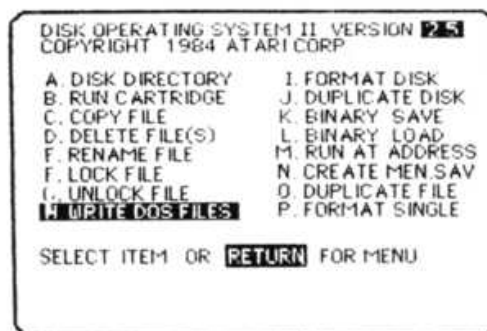 DISK OPERATING SYSTEM II VERSION 2.5
COPYRIGHT 1984 ATARI CORP
A. DISK DIRECTORY
B. RUN CARTRIDGE
C. COPY FILE
D. DELETE FILE(S)
F. RENAME FILE
F. LOCK FILE
G. UNLOCK FILE
H. WRITE DOS FILES
I. FORMAT DISK
J. DUPLICATE DISK
K. BINARY SAVE
L. BINARY LOAD
M. RUN AT ADDRESS
N. CREATE MEN.SAV
O. DUPLICATE FILE
P. FORMAT SINGLE
SELECT ITEM OR RETURN FOR MENU